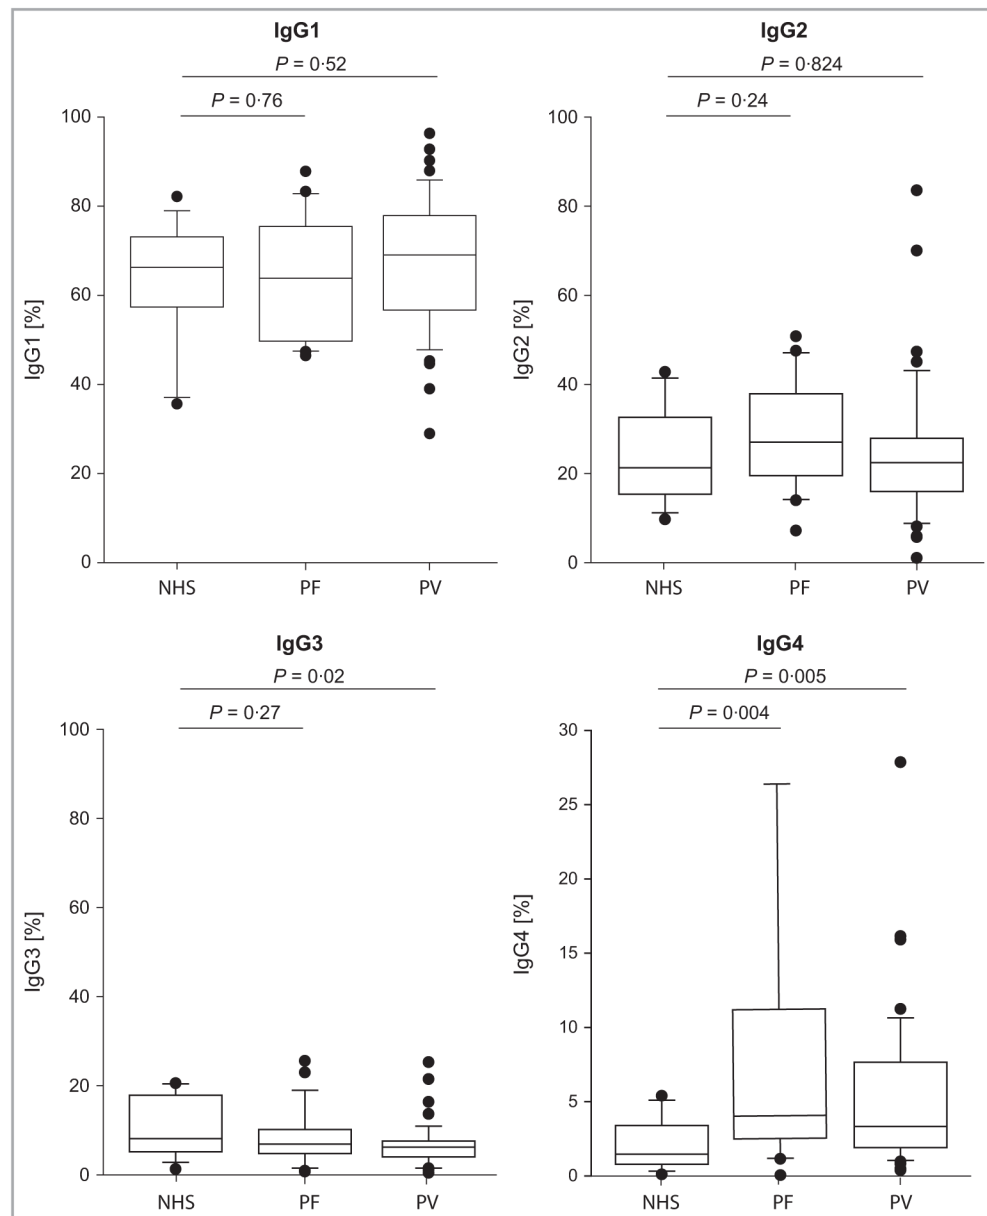 IgG1
P = 0·52
P = 0·76
100
80
60
40
20
0
IgG1 [%]
NHS PF PV
IgG2
P = 0·824
P = 0·24
100
80
60
40
20
0
IgG2 [%]
NHS PF PV
IgG3
P = 0·02
P = 0·27
100
80
60
40
20
0
IgG3 [%]
NHS PF PV
IgG4
P = 0·005
P = 0·004
30
25
20
15
10
5
0
IgG4 [%]
NHS PF PV